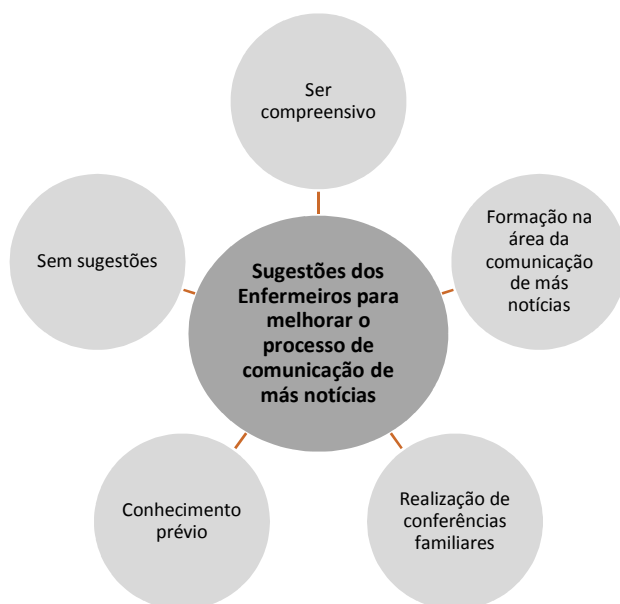 Ser
compreensivo
Formação na
área da
comunicação
de más
notícias
Sem sugestões
Sugestões dos
Enfermeiros para
melhorar o
processo de
comunicação de
más notícias
Conhecimento
prévio
Realização de
conferências
familiares